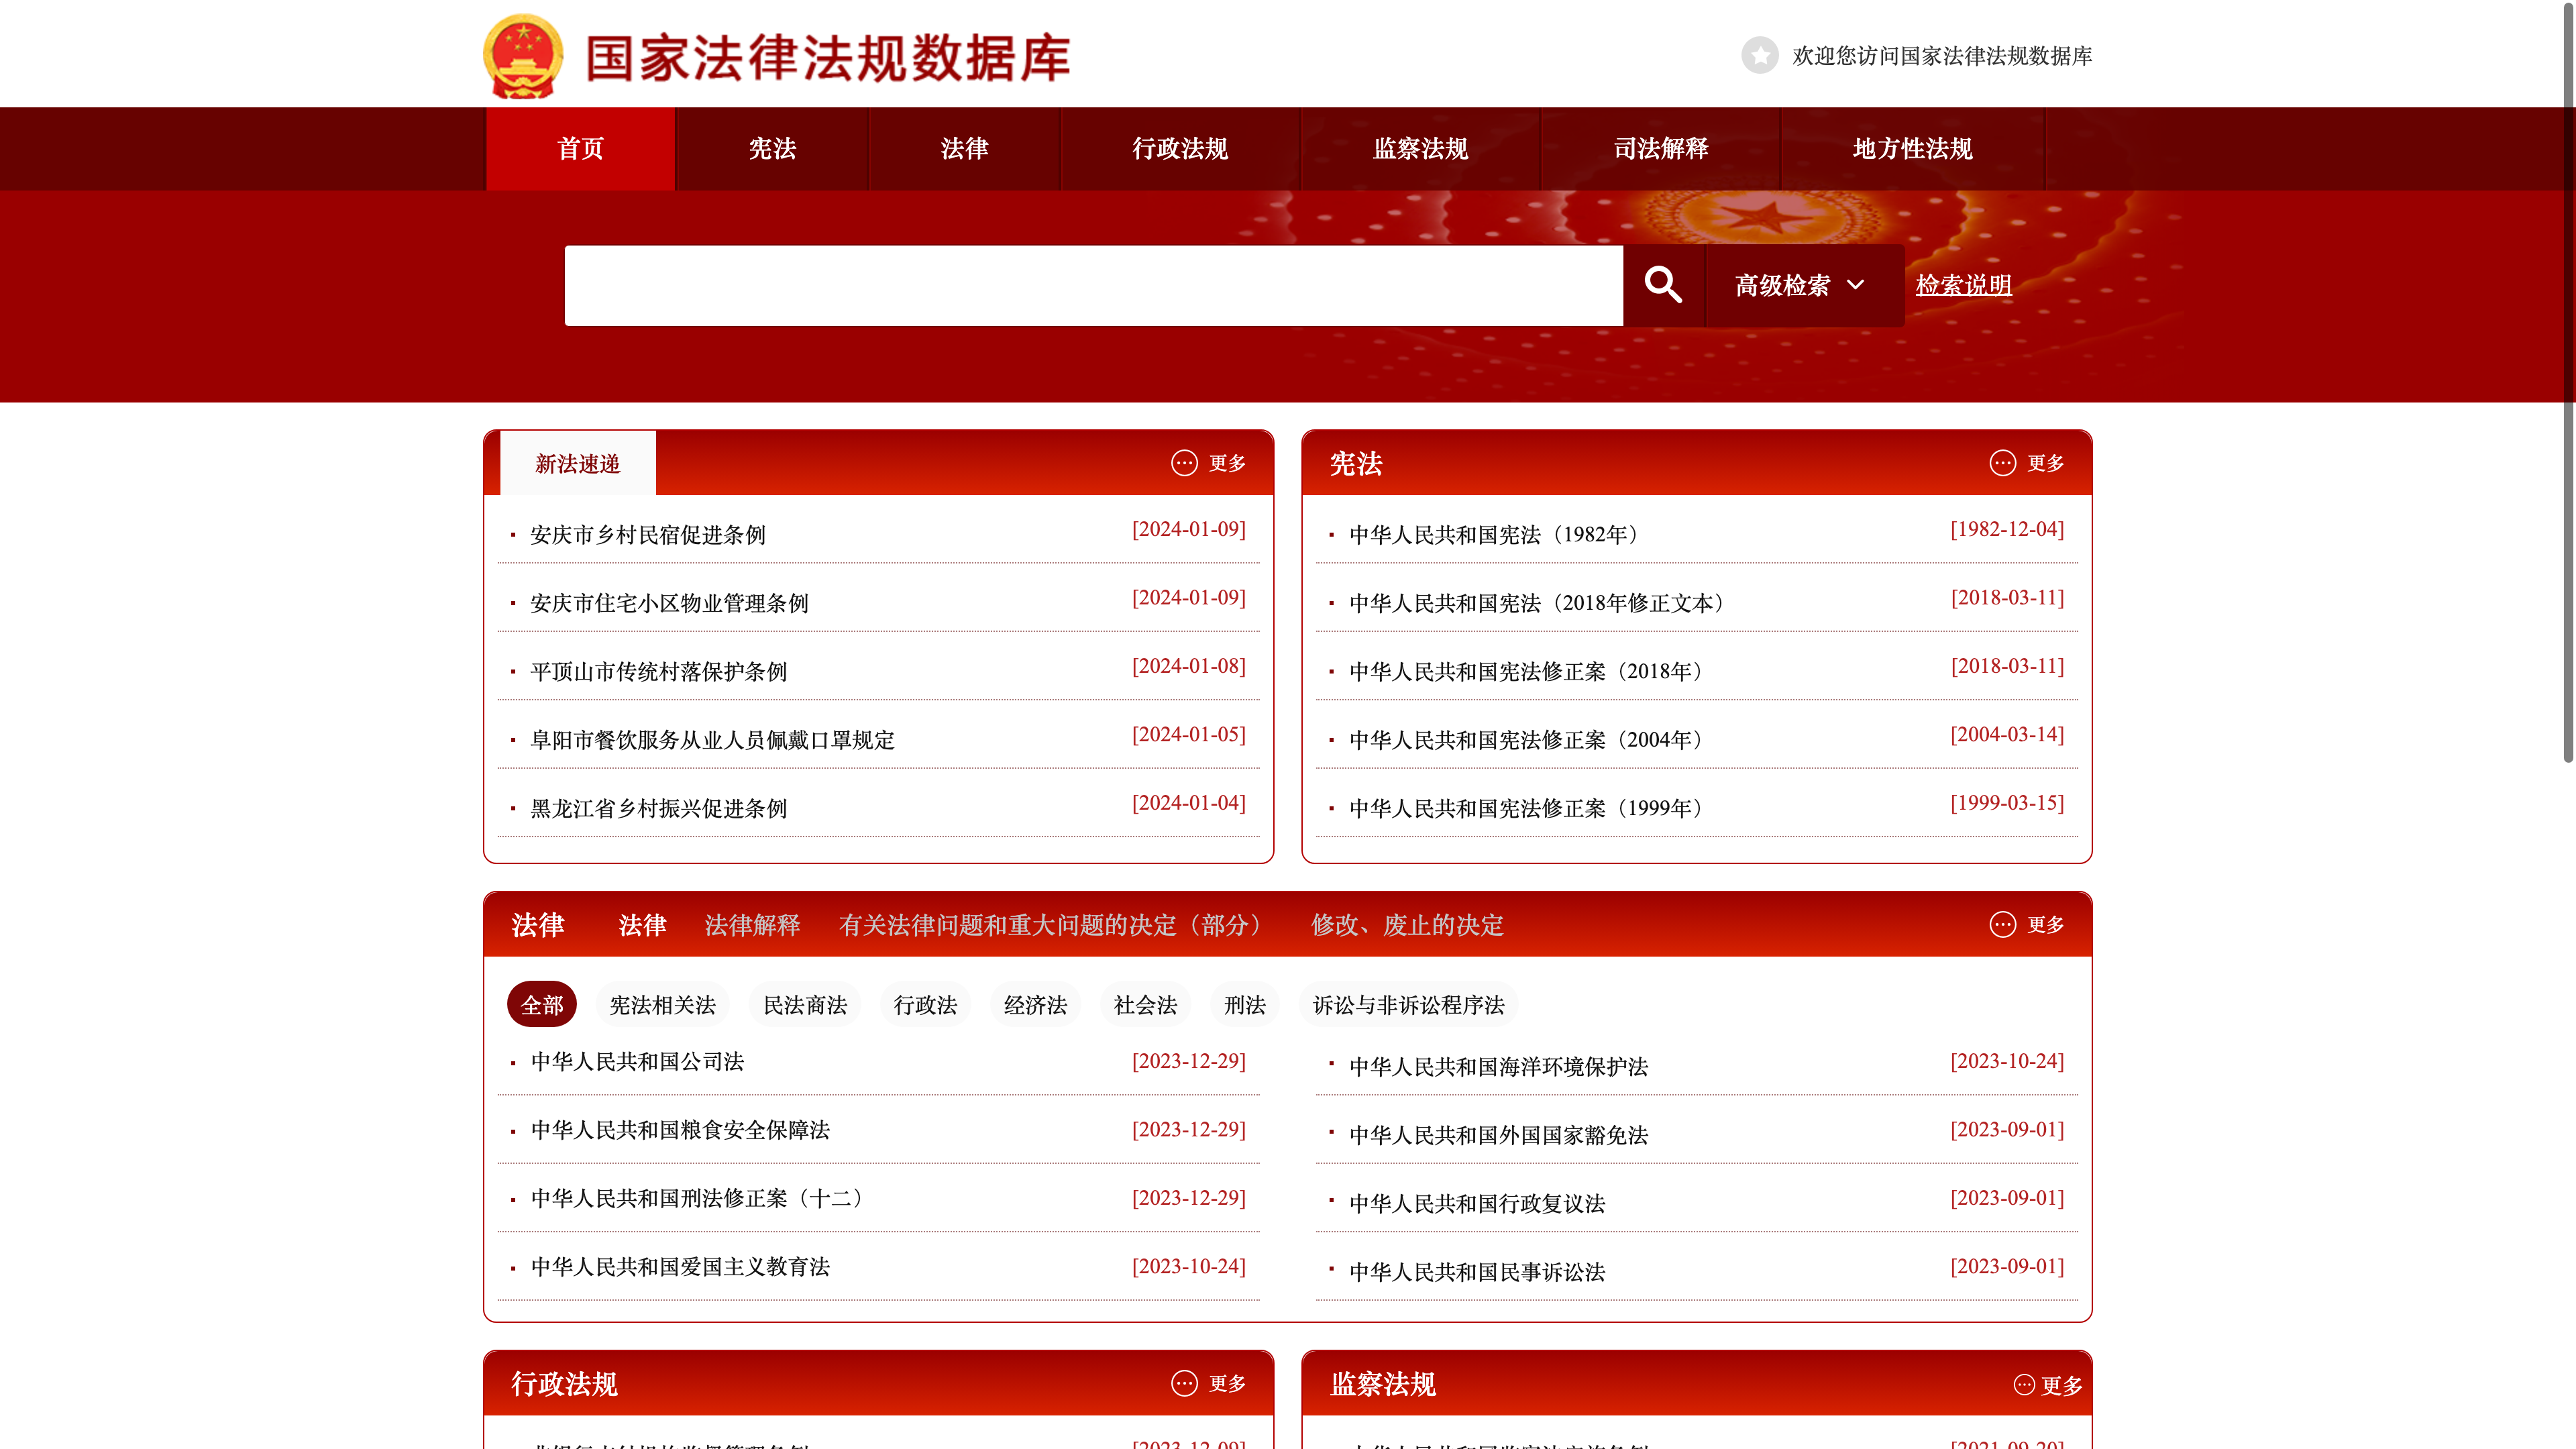 国家法律法规数据库
欢迎您访问国家法律法规数据库
首页 宪法 法律 行政法规 监察法规 司法解释 地方性法规
高级检索 检索说明
新法速递 更多
安庆市乡村民宿促进条例 [2024-01-09]
安庆市住宅小区物业管理条例 [2024-01-09]
平顶山市传统村落保护条例 [2024-01-08]
阜阳市餐饮服务从业人员佩戴口罩规定 [2024-01-05]
黑龙江省乡村振兴促进条例 [2024-01-04]
宪法 更多
中华人民共和国宪法（1982年） [1982-12-04]
中华人民共和国宪法（2018年修正文本） [2018-03-11]
中华人民共和国宪法修正案（2018年） [2018-03-11]
中华人民共和国宪法修正案（2004年） [2004-03-14]
中华人民共和国宪法修正案（1999年） [1999-03-15]
法律 法律 法律解释 有关法律问题和重大问题的决定（部分） 修改、废止的决定 更多
全部 宪法相关法 民法商法 行政法 经济法 社会法 刑法 诉讼与非诉讼程序法
中华人民共和国公司法 [2023-12-29]
中华人民共和国粮食安全保障法 [2023-12-29]
中华人民共和国刑法修正案（十二） [2023-12-29]
中华人民共和国爱国主义教育法 [2023-10-24]
中华人民共和国海洋环境保护法 [2023-10-24]
中华人民共和国外国国家豁免法 [2023-09-01]
中华人民共和国行政复议法 [2023-09-01]
中华人民共和国民事诉讼法 [2023-09-01]
行政法规 更多
监察法规 更多